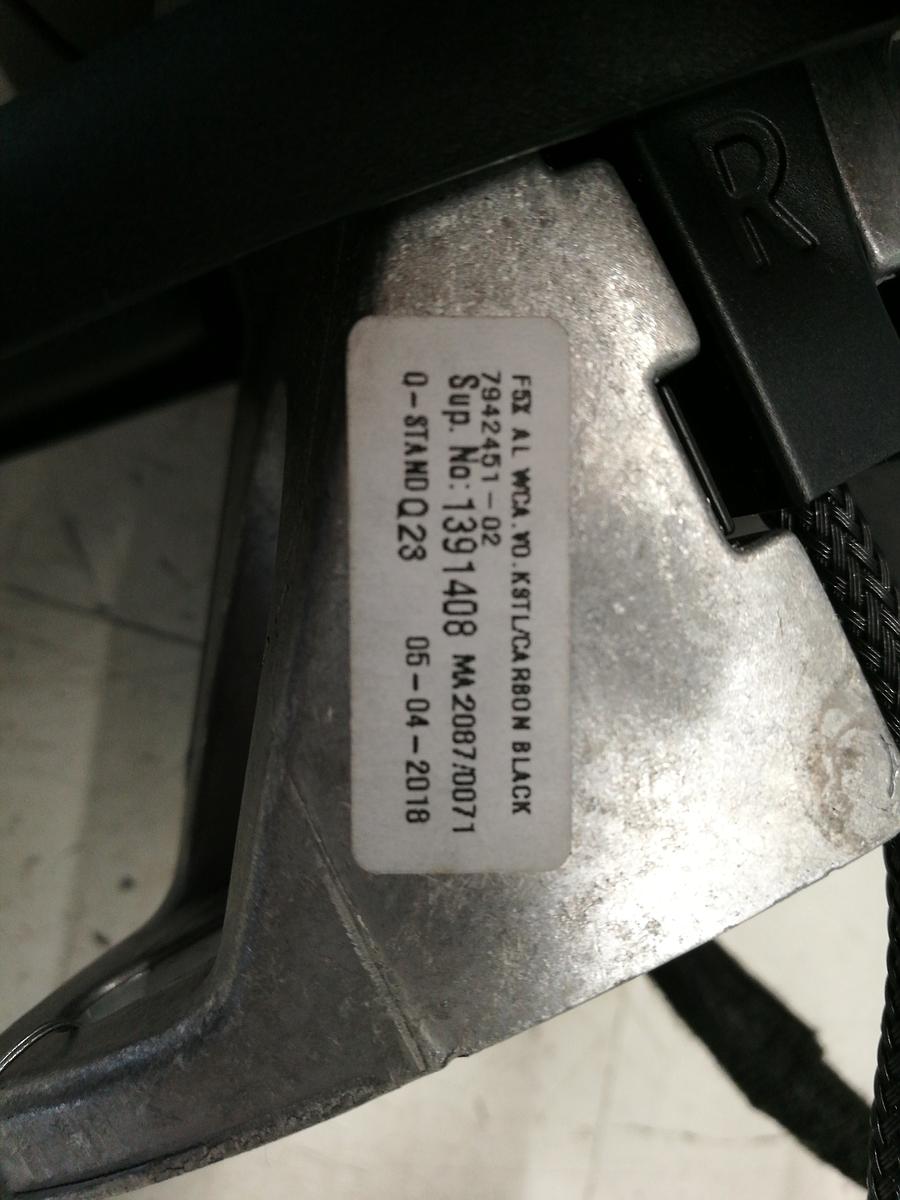 R
F5X AL WCA.VO.KSTL/CARBON BLACK
7942451-02
Sup. No: 1391408 MA2087/0071
Q-STAND Q23 05-04-2018